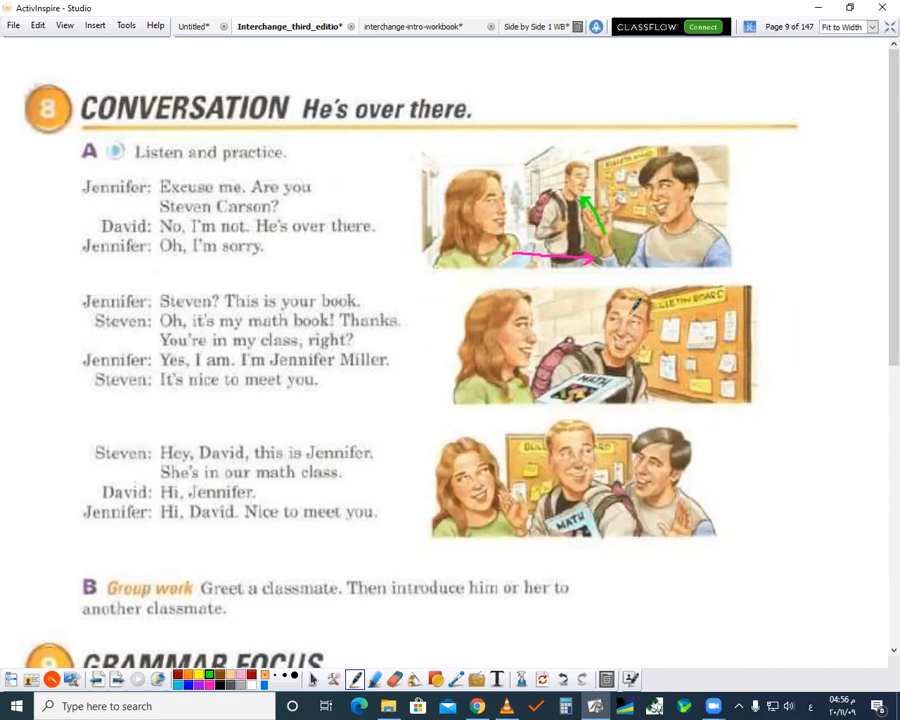 ActivInspire - Studio
File Edit View Insert Tools Help
Untitled*
Interchange_third_editio*
interchange-intro-workbook*
Side by Side 1 WB*
CLASSFLOW Connect
Page 9 of 147
Fit to Width
8 CONVERSATION He's over there.
A Listen and practice.
Jennifer: Excuse me. Are you
Steven Carson?
David: No, I'm not. He's over there.
Jennifer: Oh, I'm sorry.
BULLETIN BOARD
Jennifer: Steven? This is your book.
Steven: Oh, it's my math book! Thanks.
You're in my class, right?
Jennifer: Yes, I am. I'm Jennifer Miller.
Steven: It's nice to meet you.
BULLETIN BOARD
MATH
Steven: Hey, David, this is Jennifer.
She's in our math class.
David: Hi, Jennifer.
Jennifer: Hi, David. Nice to meet you.
MATH
B Group work Greet a classmate. Then introduce him or her to
another classmate.
9 GRAMMAR FOCUS
Type here to search
ع
04:56 م